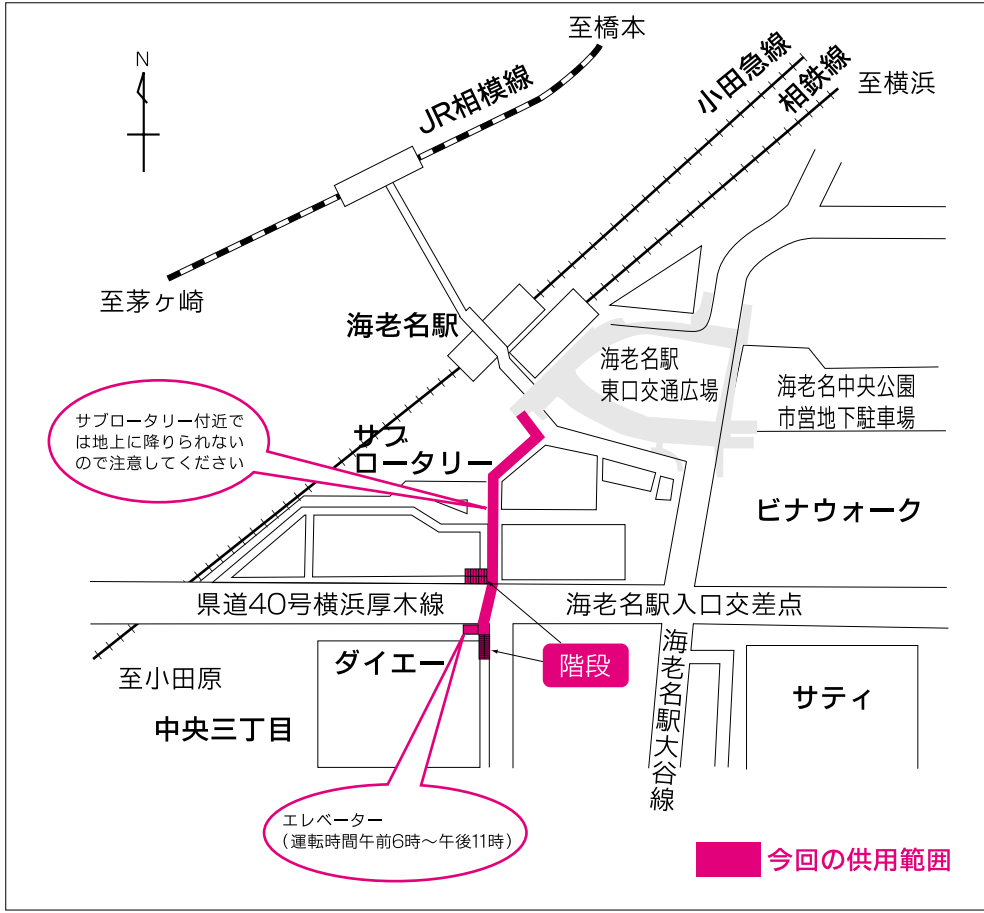 至橋本
N
JR相模線
小田急線
相鉄線
至横浜
至茅ヶ崎
海老名駅
海老名駅
東口交通広場
海老名中央公園
市営地下駐車場
サブロータリー付近で
は地上に降りられない
ので注意してください
サブ
ロータリー
ビナウォーク
県道40号横浜厚木線
海老名駅入口交差点
至小田原
ダイエー
階段
海老名駅大谷線
サティ
中央三丁目
エレベーター
（運転時間午前6時～午後11時）
今回の供用範囲